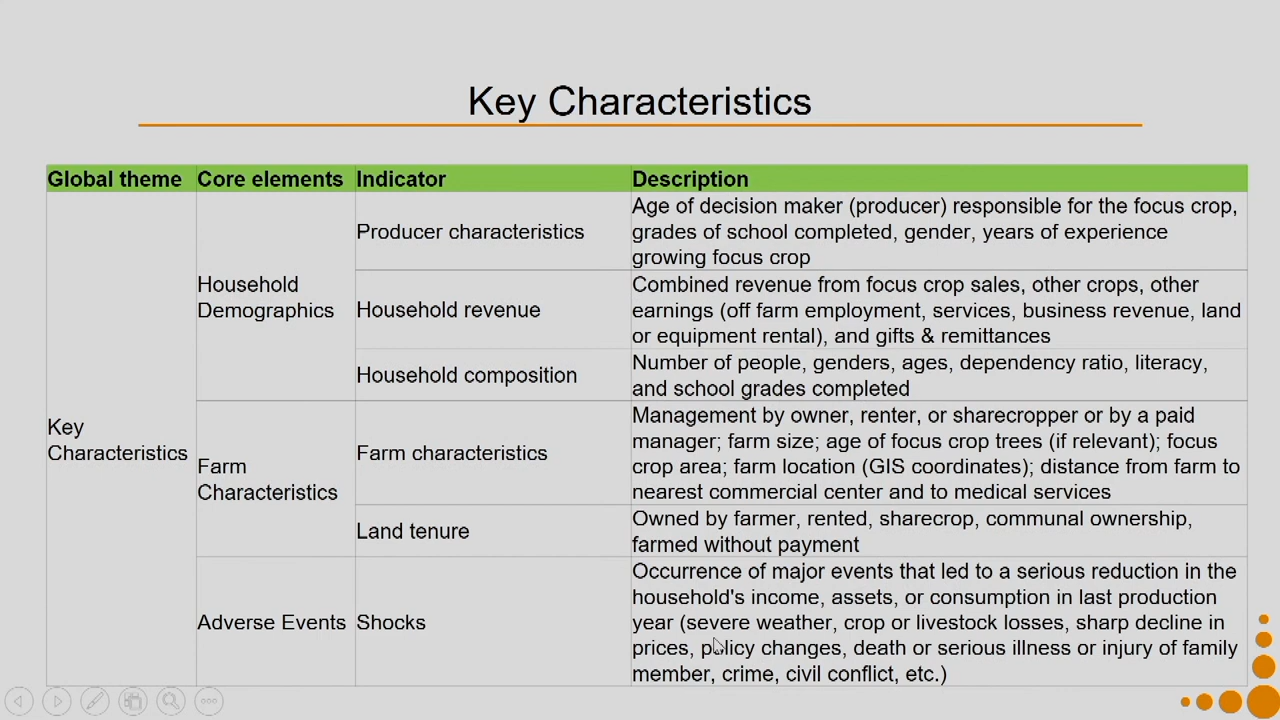 Key Characteristics
Global theme Core elements Indicator Description
Key
Characteristics
Household
Demographics
Producer characteristics
Age of decision maker (producer) responsible for the focus crop,
grades of school completed, gender, years of experience
growing focus crop
Household revenue
Combined revenue from focus crop sales, other crops, other
earnings (off farm employment, services, business revenue, land
or equipment rental), and gifts & remittances
Household composition
Number of people, genders, ages, dependency ratio, literacy,
and school grades completed
Farm
Characteristics
Farm characteristics
Management by owner, renter, or sharecropper or by a paid
manager; farm size; age of focus crop trees (if relevant); focus
crop area; farm location (GIS coordinates); distance from farm to
nearest commercial center and to medical services
Land tenure
Owned by farmer, rented, sharecrop, communal ownership,
farmed without payment
Adverse Events
Shocks
Occurrence of major events that led to a serious reduction in the
household's income, assets, or consumption in last production
year (severe weather, crop or livestock losses, sharp decline in
prices, policy changes, death or serious illness or injury of family
member, crime, civil conflict, etc.)